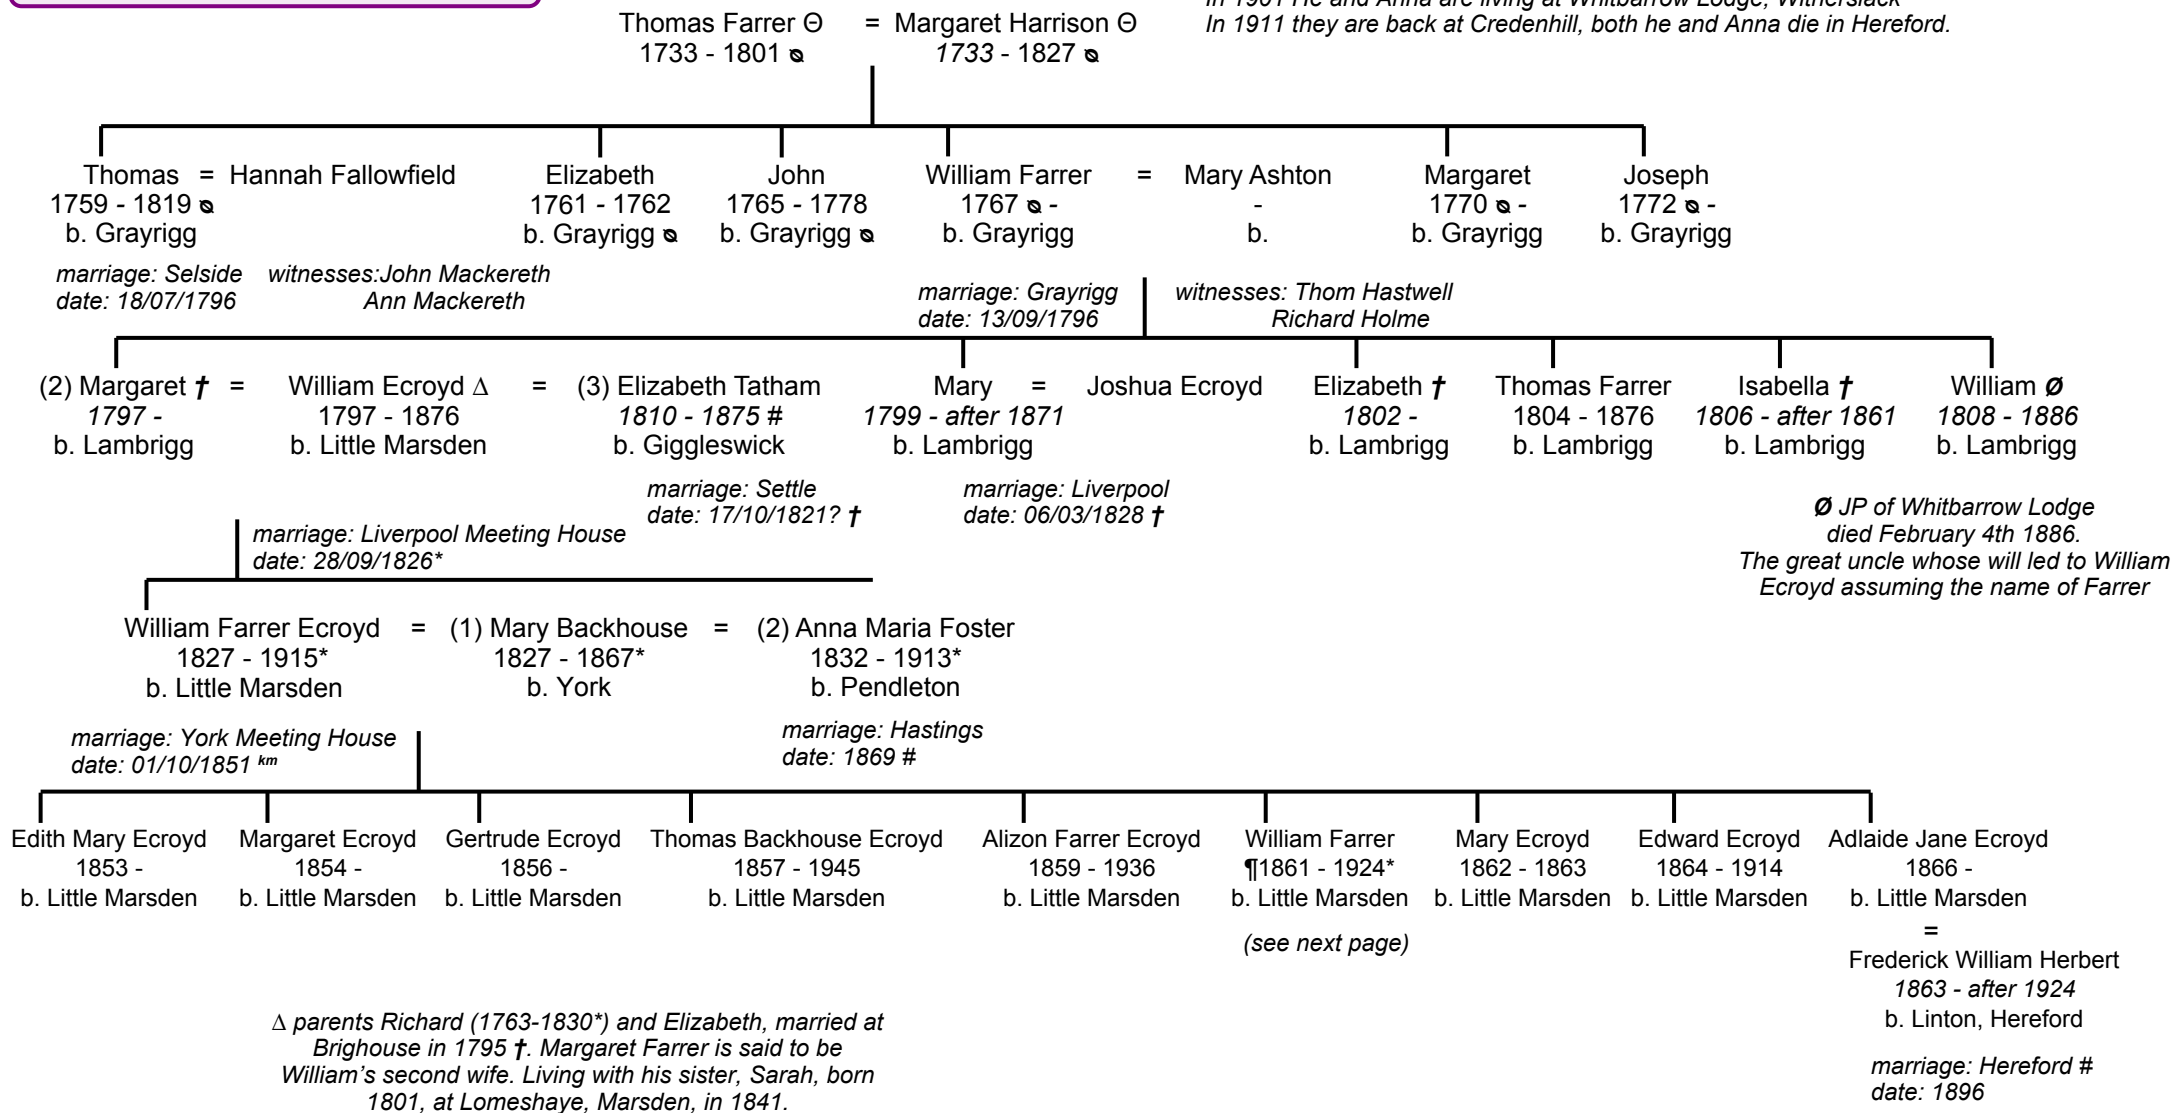 In 1901 He and Anna are living at Whitbarrow Lodge, Witherslack
In 1911 they are back at Credenhill, both he and Anna die in Hereford.
Thomas Farrer Θ = Margaret Harrison Θ
1733 - 1801 ᴓ 1733 - 1827 ᴓ
Thomas = Hannah Fallowfield
1759 - 1819 ᴓ
b. Grayrigg
marriage: Selside witnesses:John Mackereth
date: 18/07/1796 Ann Mackereth
Elizabeth
1761 - 1762
b. Grayrigg ᴓ
John
1765 - 1778
b. Grayrigg ᴓ
William Farrer = Mary Ashton
1767 ᴓ - -
b. Grayrigg b.
marriage: Grayrigg witnesses: Thom Hastwell
date: 13/09/1796 Richard Holme
Margaret
1770 ᴓ -
b. Grayrigg
Joseph
1772 ᴓ -
b. Grayrigg
(2) Margaret † = William Ecroyd Δ = (3) Elizabeth Tatham
1797 - 1797 - 1876 1810 - 1875 #
b. Lambrigg b. Little Marsden b. Giggleswick
marriage: Settle
date: 17/10/1821? †
marriage: Liverpool Meeting House
date: 28/09/1826*
Mary = Joshua Ecroyd
1799 - after 1871
b. Lambrigg
marriage: Liverpool
date: 06/03/1828 †
Elizabeth †
1802 -
b. Lambrigg
Thomas Farrer
1804 - 1876
b. Lambrigg
Isabella †
1806 - after 1861
b. Lambrigg
William Ø
1808 - 1886
b. Lambrigg
Ø JP of Whitbarrow Lodge
died February 4th 1886.
The great uncle whose will led to William
Ecroyd assuming the name of Farrer
William Farrer Ecroyd = (1) Mary Backhouse = (2) Anna Maria Foster
1827 - 1915* 1827 - 1867* 1832 - 1913*
b. Little Marsden b. York b. Pendleton
marriage: York Meeting House
date: 01/10/1851 km
marriage: Hastings
date: 1869 #
Edith Mary Ecroyd
1853 -
b. Little Marsden
Margaret Ecroyd
1854 -
b. Little Marsden
Gertrude Ecroyd
1856 -
b. Little Marsden
Thomas Backhouse Ecroyd
1857 - 1945
b. Little Marsden
Alizon Farrer Ecroyd
1859 - 1936
b. Little Marsden
William Farrer
¶1861 - 1924*
b. Little Marsden
(see next page)
Mary Ecroyd
1862 - 1863
b. Little Marsden
Edward Ecroyd
1864 - 1914
b. Little Marsden
Adlaide Jane Ecroyd
1866 -
b. Little Marsden
=
Frederick William Herbert
1863 - after 1924
b. Linton, Hereford
marriage: Hereford #
date: 1896
Δ parents Richard (1763-1830*) and Elizabeth, married at
Brighouse in 1795 †. Margaret Farrer is said to be
William's second wife. Living with his sister, Sarah, born
1801, at Lomeshaye, Marsden, in 1841.